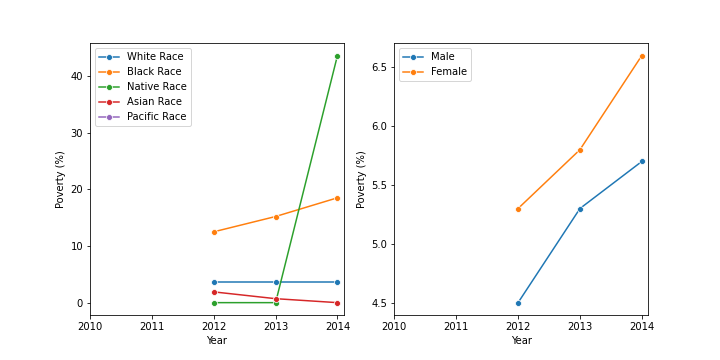 White Race
Black Race
Native Race
Asian Race
Pacific Race
40
30
20
10
0
Poverty (%)
2010 2011 2012 2013 2014
Year
Male
Female
6.5
6.0
5.5
5.0
4.5
Poverty (%)
2010 2011 2012 2013 2014
Year